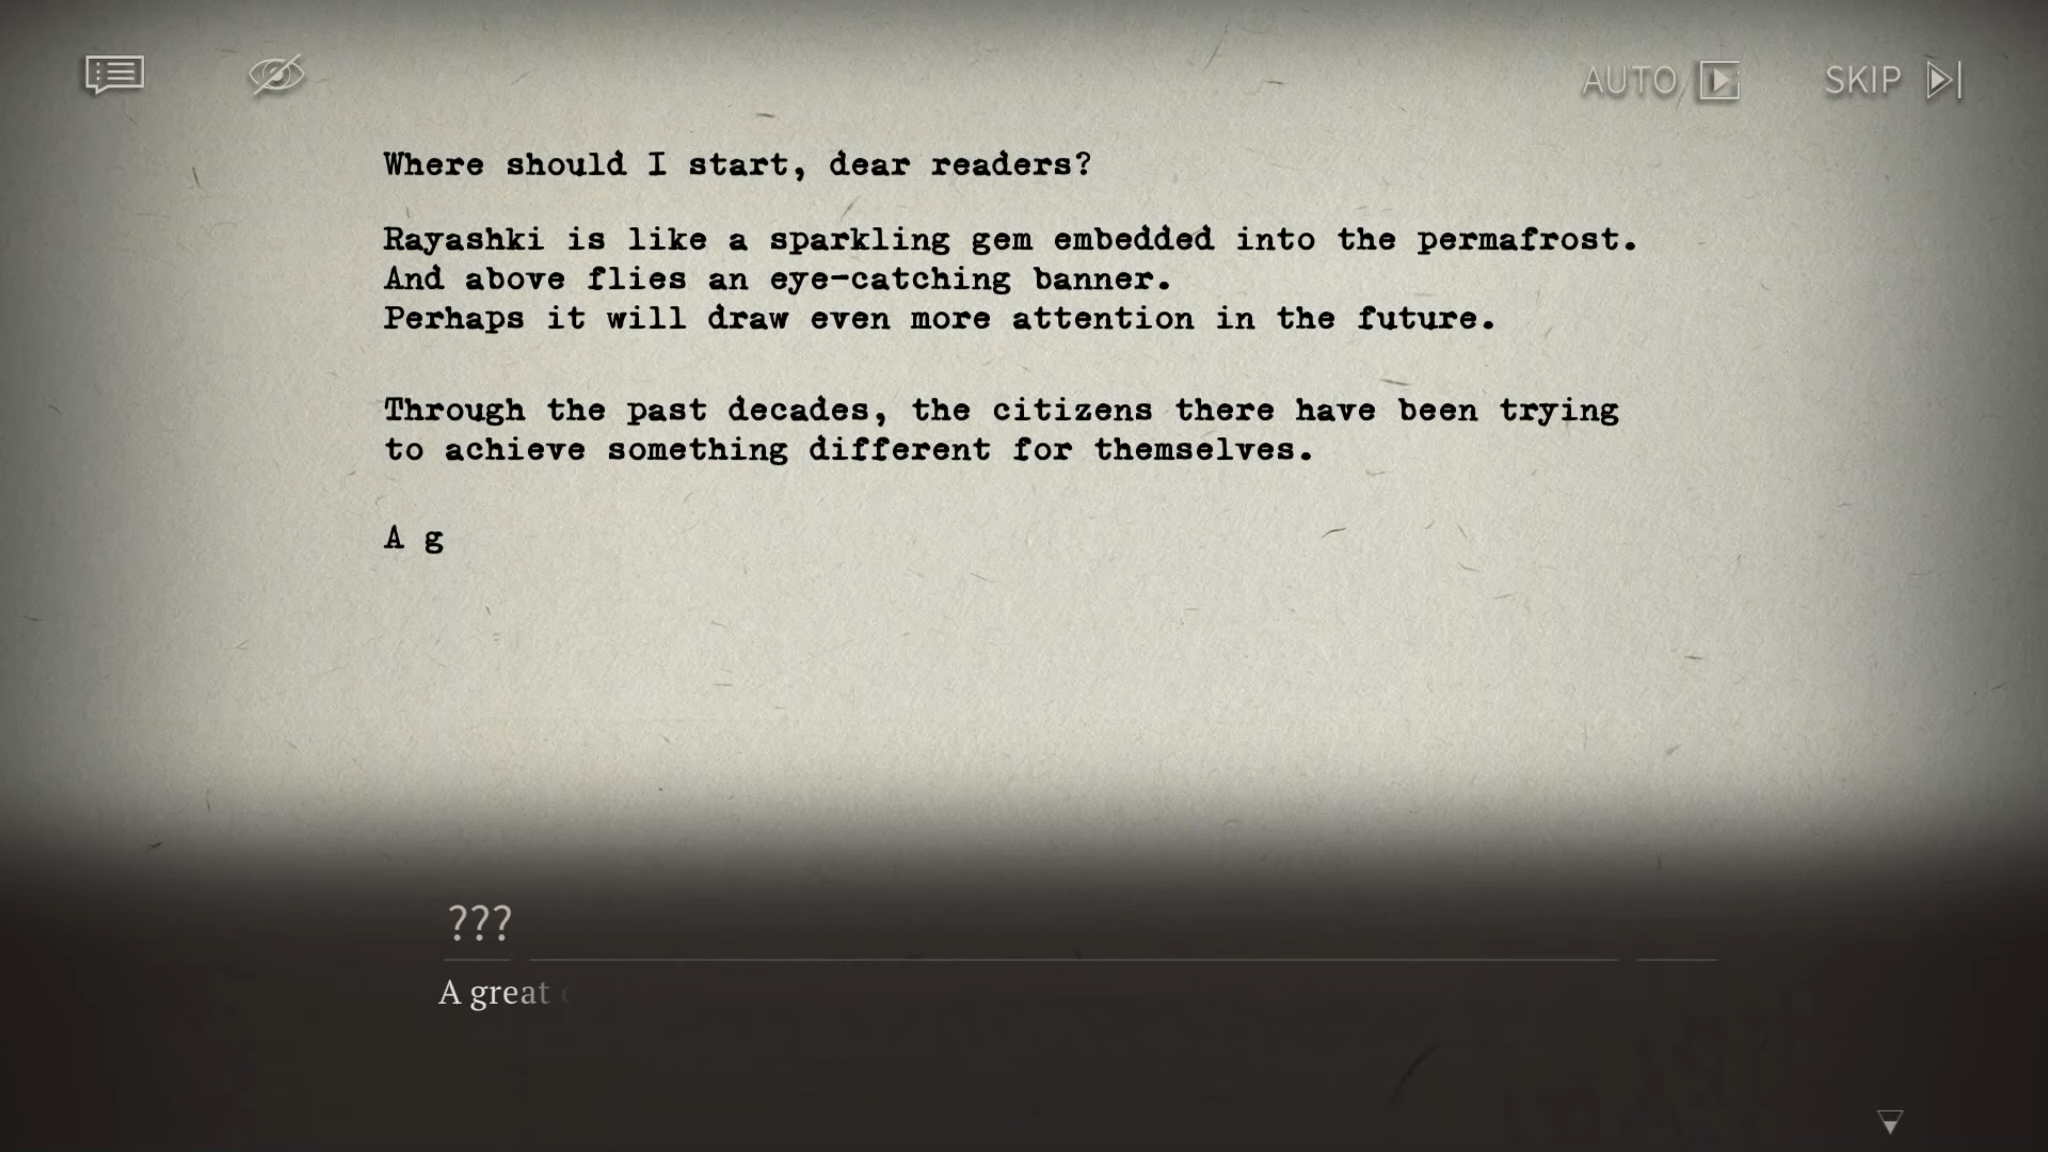 AUTO
SKIP
Where should I start, dear readers?
Rayashki is like a sparkling gem embedded into the permafrost.
And above flies an eye-catching banner.
Perhaps it will draw even more attention in the future.
Through the past decades, the citizens there have been trying
to achieve something different for themselves.
A g
???
A great